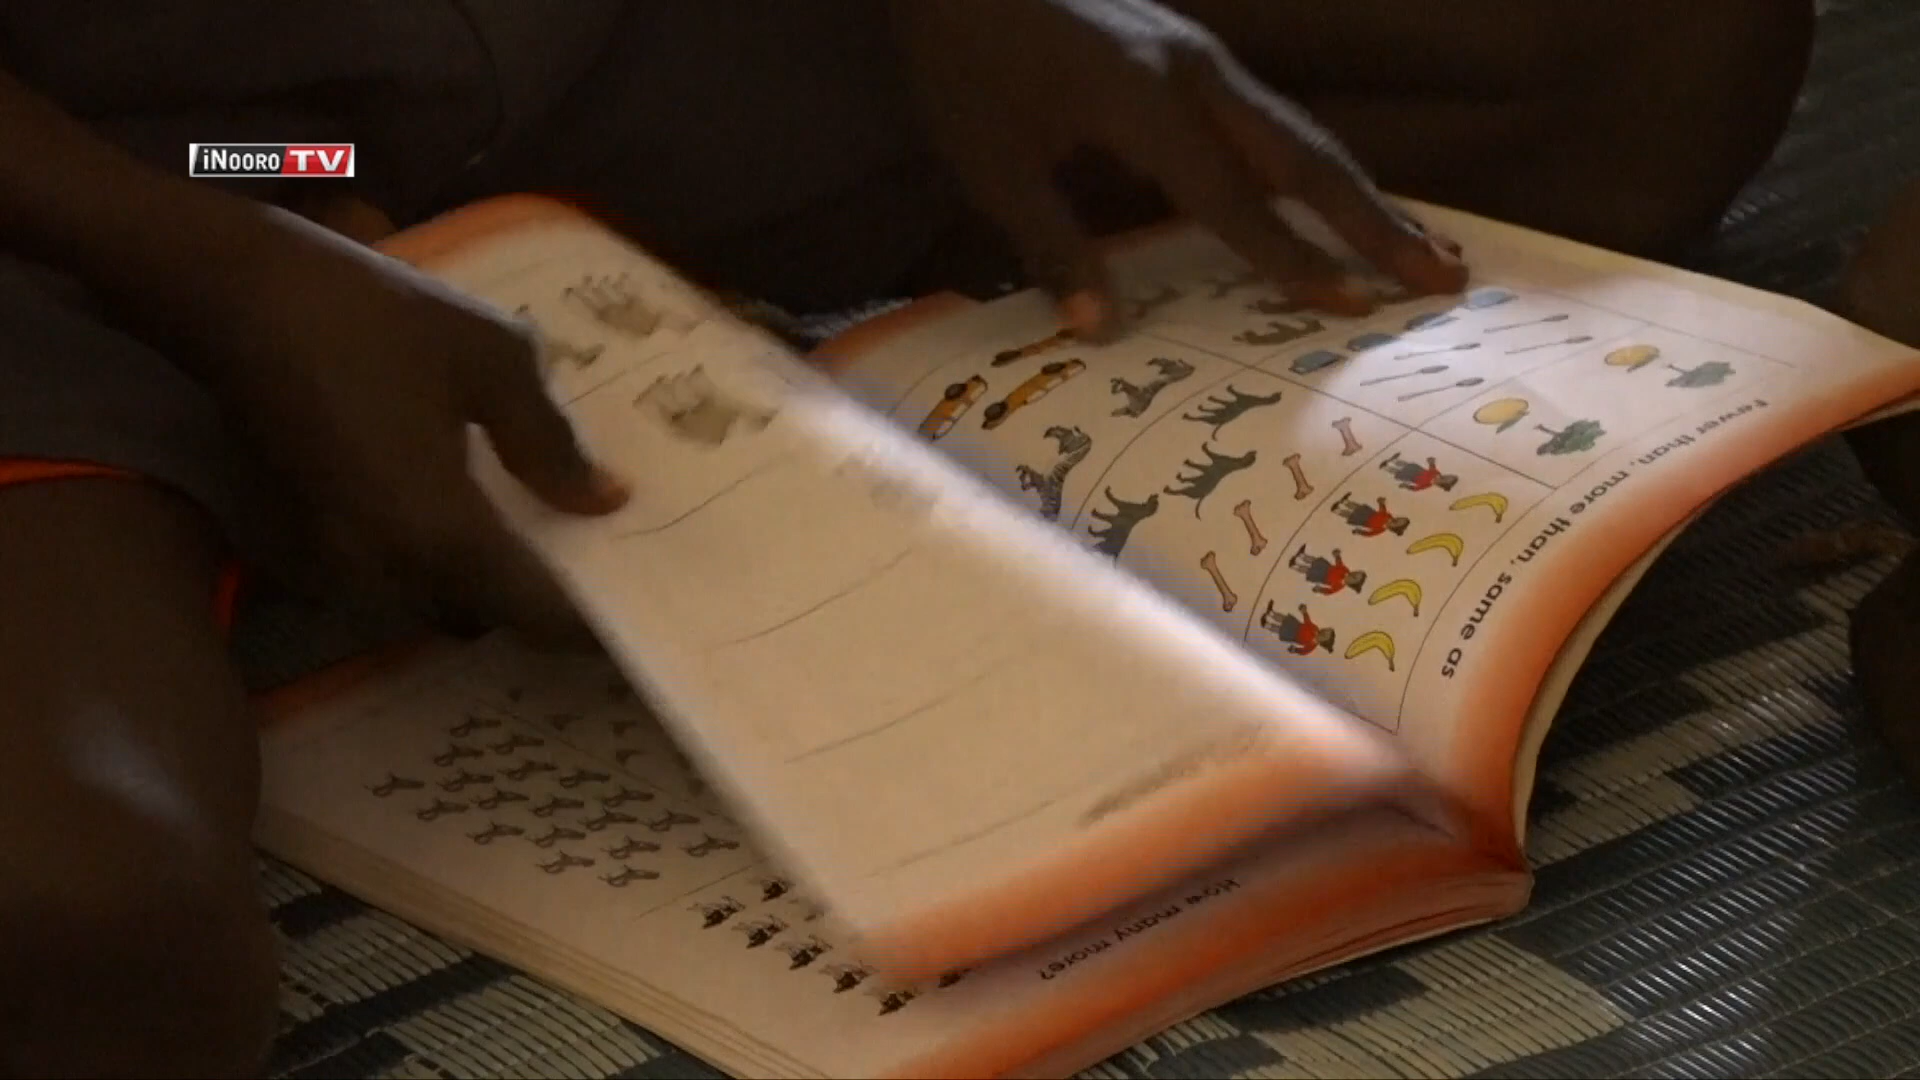 iNooro TV
Fewer than, more than, same as
How many more?